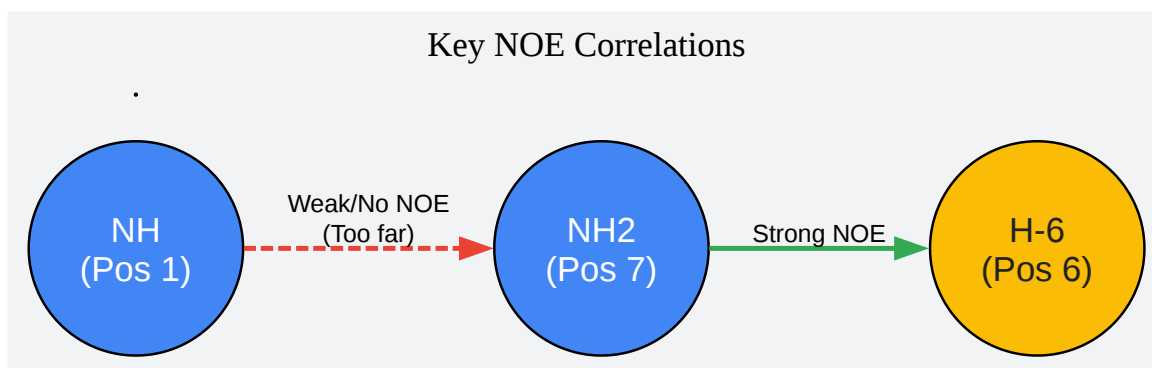 Key NOE Correlations
.
NH
(Pos 1)
Weak/No NOE
(Too far)
NH2
(Pos 7)
Strong NOE
H-6
(Pos 6)